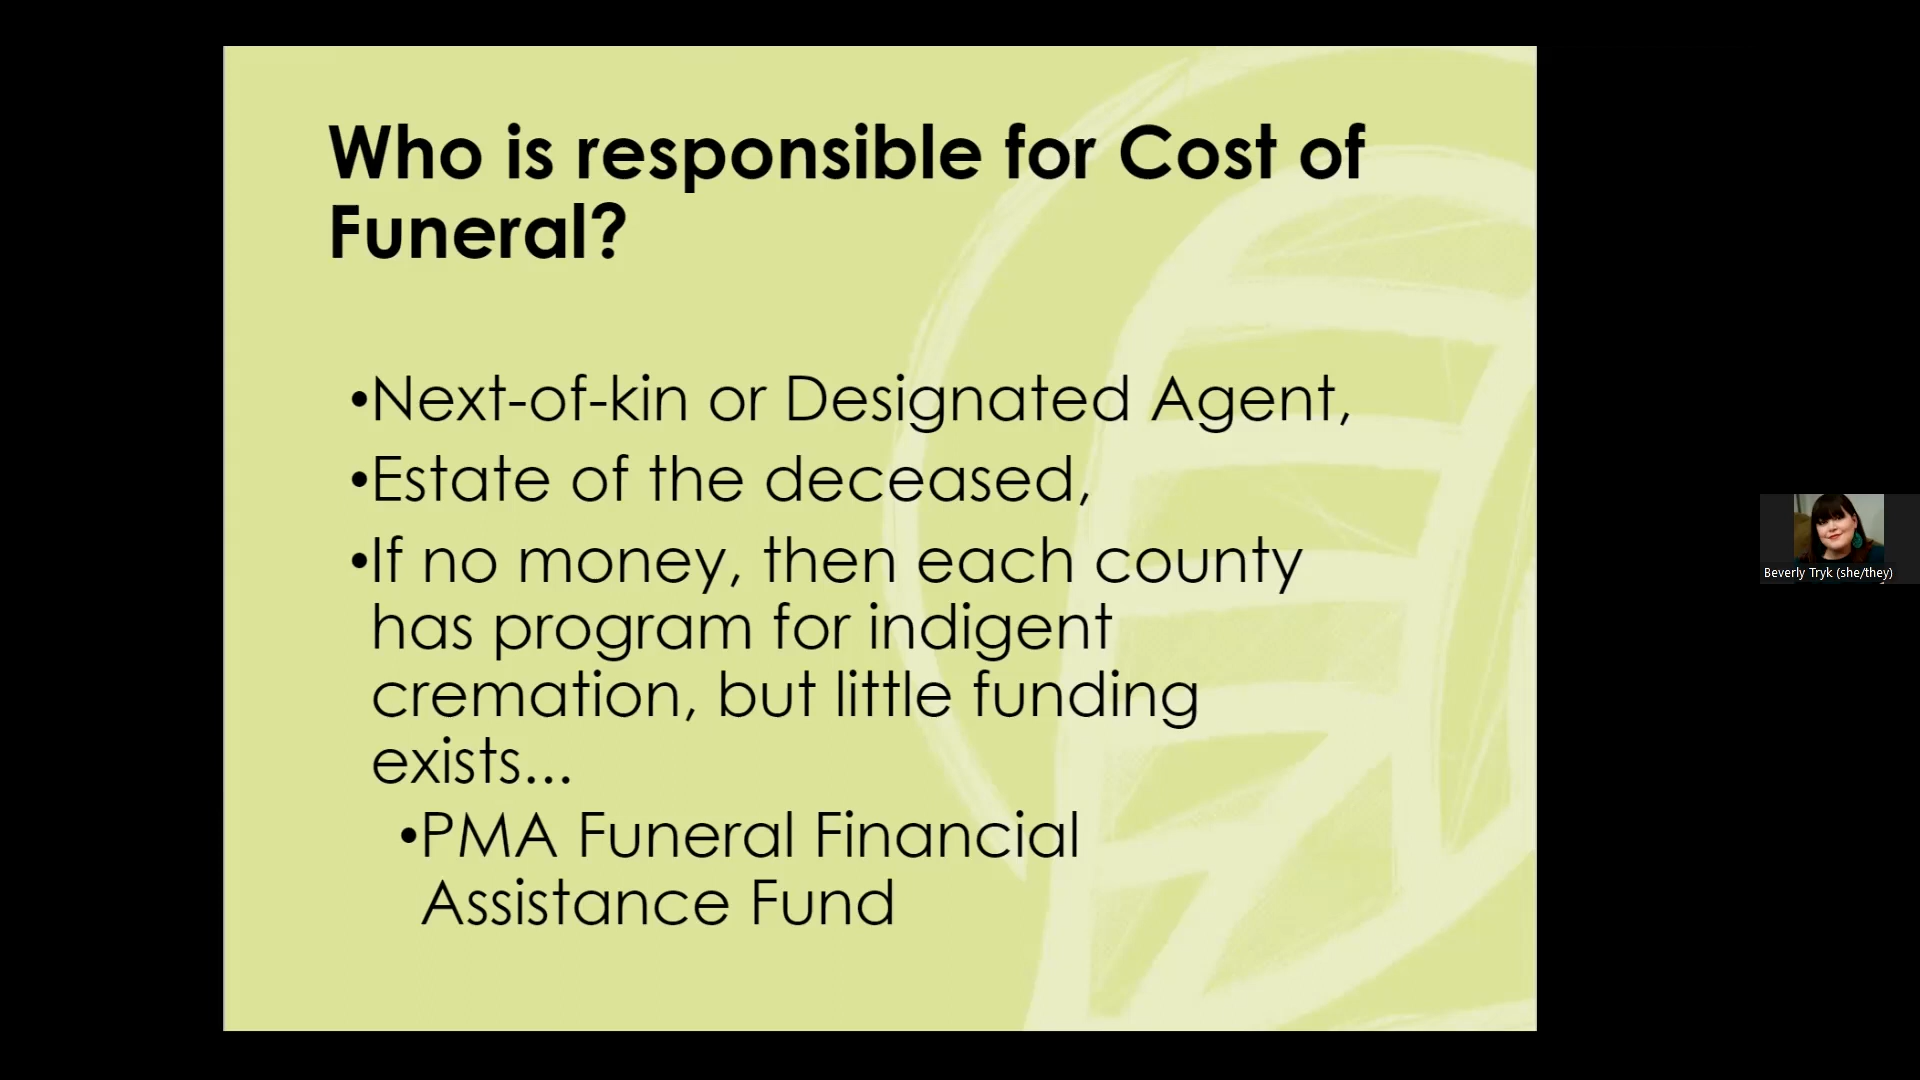 Who is responsible for Cost of
Funeral?
•Next-of-kin or Designated Agent,
•Estate of the deceased,
•If no money, then each county
has program for indigent
cremation, but little funding
exists...
•PMA Funeral Financial
Assistance Fund
Beverly Tryk (she/they)